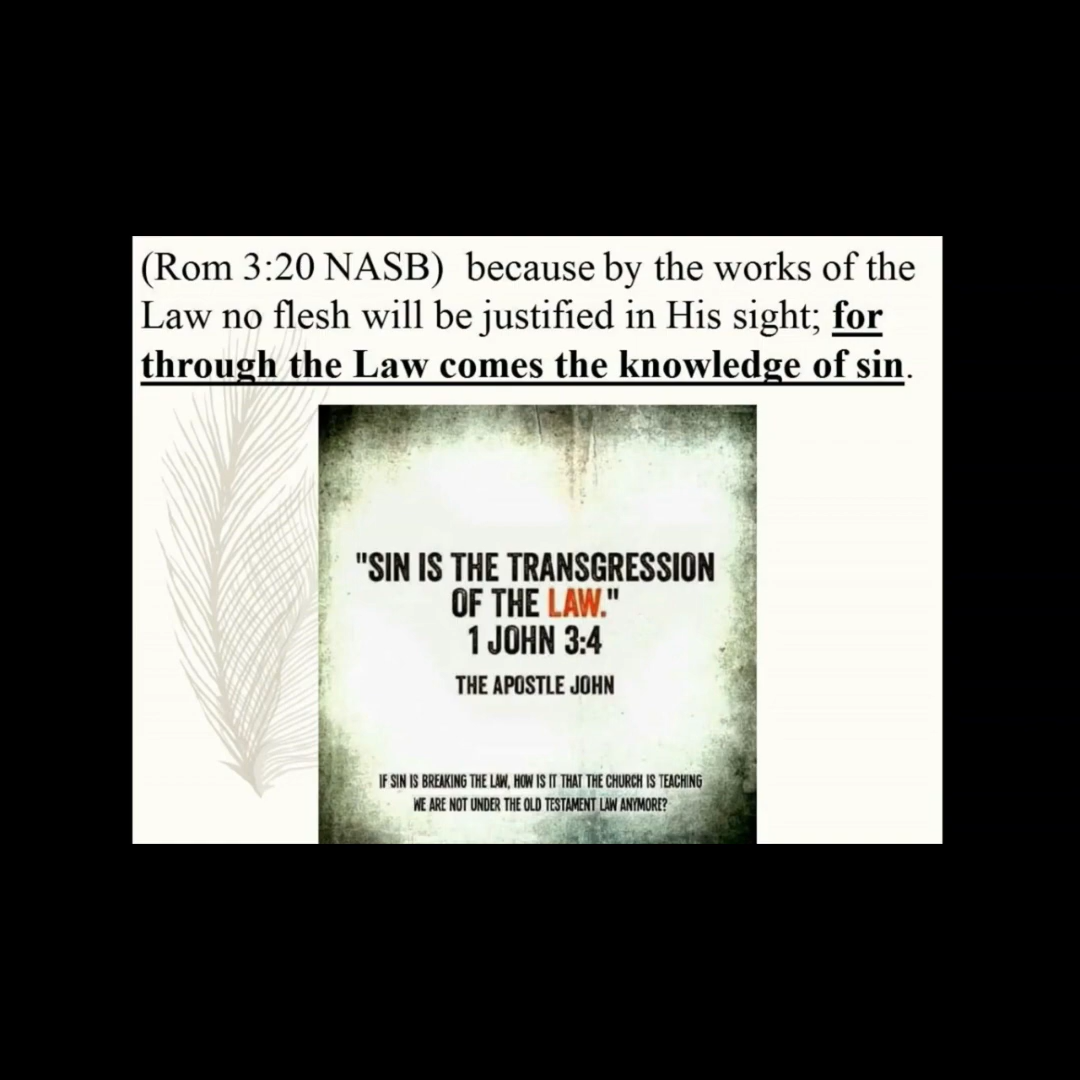 (Rom 3:20 NASB)  because by the works of the
Law no flesh will be justified in His sight; for
through the Law comes the knowledge of sin.
"SIN IS THE TRANSGRESSION
OF THE LAW."
1 JOHN 3:4
THE APOSTLE JOHN
IF SIN IS BREAKING THE LAW, HOW IS IT THAT THE CHURCH IS TEACHING
WE ARE NOT UNDER THE OLD TESTAMENT LAW ANYMORE?